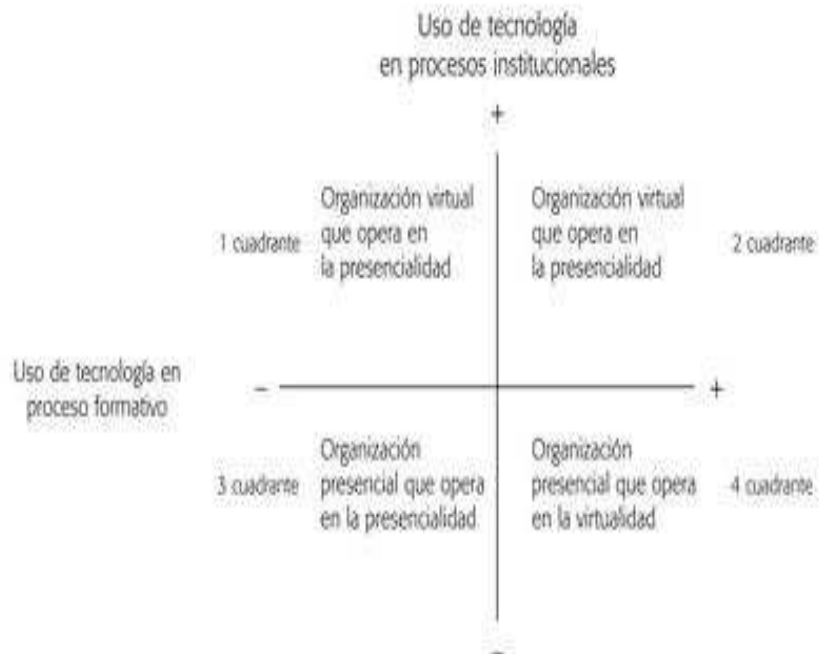 Uso de tecnología
en procesos institucionales
+
Organización virtual
que opera en
la presencialidad
1 cuadrante
Organización virtual
que opera en
la presencialidad
2 cuadrante
Uso de tecnología en
proceso formativo
–
+
Organización
presencial que opera
en la presencialidad
3 cuadrante
Organización
presencial que opera
en la virtualidad
4 cuadrante
–